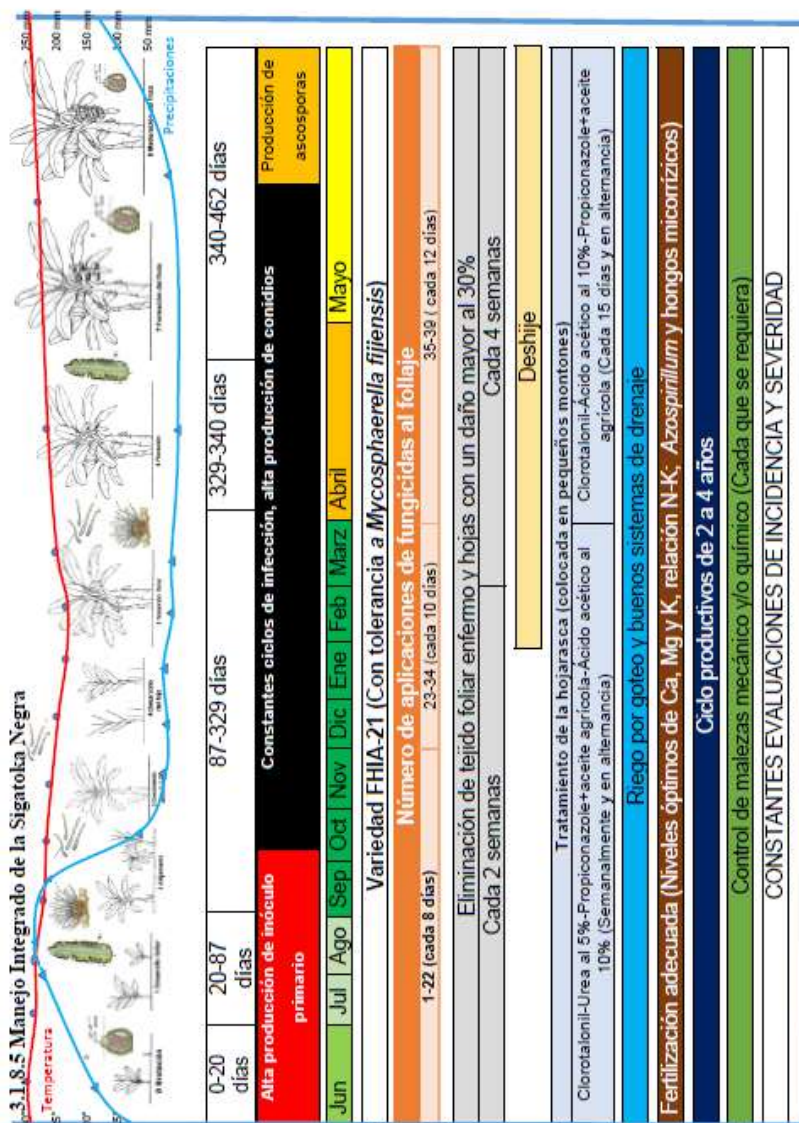 3.1.8.5 Manejo Integrado de la Sigatoka Negra
Temperatura
250 mm
200 mm
150 mm
50 mm
Precipitaciones
0-20 días
20-87 días
87-329 días
329-340 días
340-462 días
Alta producción de inóculo primario
Constantes ciclos de infección, alta producción de conidios
Producción de ascosporas
Jun Jul Ago Sep Oct Nov Dic Ene Feb Marz Abril Mayo
Variedad FHIA-21 (Con tolerancia a Mycosphaerella fijiensis)
Número de aplicaciones de fungicidas al follaje
1-22 (cada 8 días) 23-34 (cada 10 días) 35-39 ( cada 12 días)
Eliminación de tejido foliar enfermo y hojas con un daño mayor al 30%
Cada 2 semanas Cada 4 semanas
Deshije
Tratamiento de la hojarasca (colocada en pequeños montones)
Clorotalonil-Urea al 5%-Propiconazole+aceite agrícola-Ácido acético al
10% (Semanalmente y en alternancia)
Clorotalonil-Ácido acético al 10%-Propiconazole+aceite
agrícola (Cada 15 días y en alternancia)
Riego por goteo y buenos sistemas de drenaje
Fertilización adecuada (Niveles óptimos de Ca, Mg y K, relación N-K; Azospirillum y hongos micorrízicos)
Ciclo productivos de 2 a 4 años
Control de malezas mecánico y/o químico (Cada que se requiera)
CONSTANTES EVALUACIONES DE INCIDENCIA Y SEVERIDAD